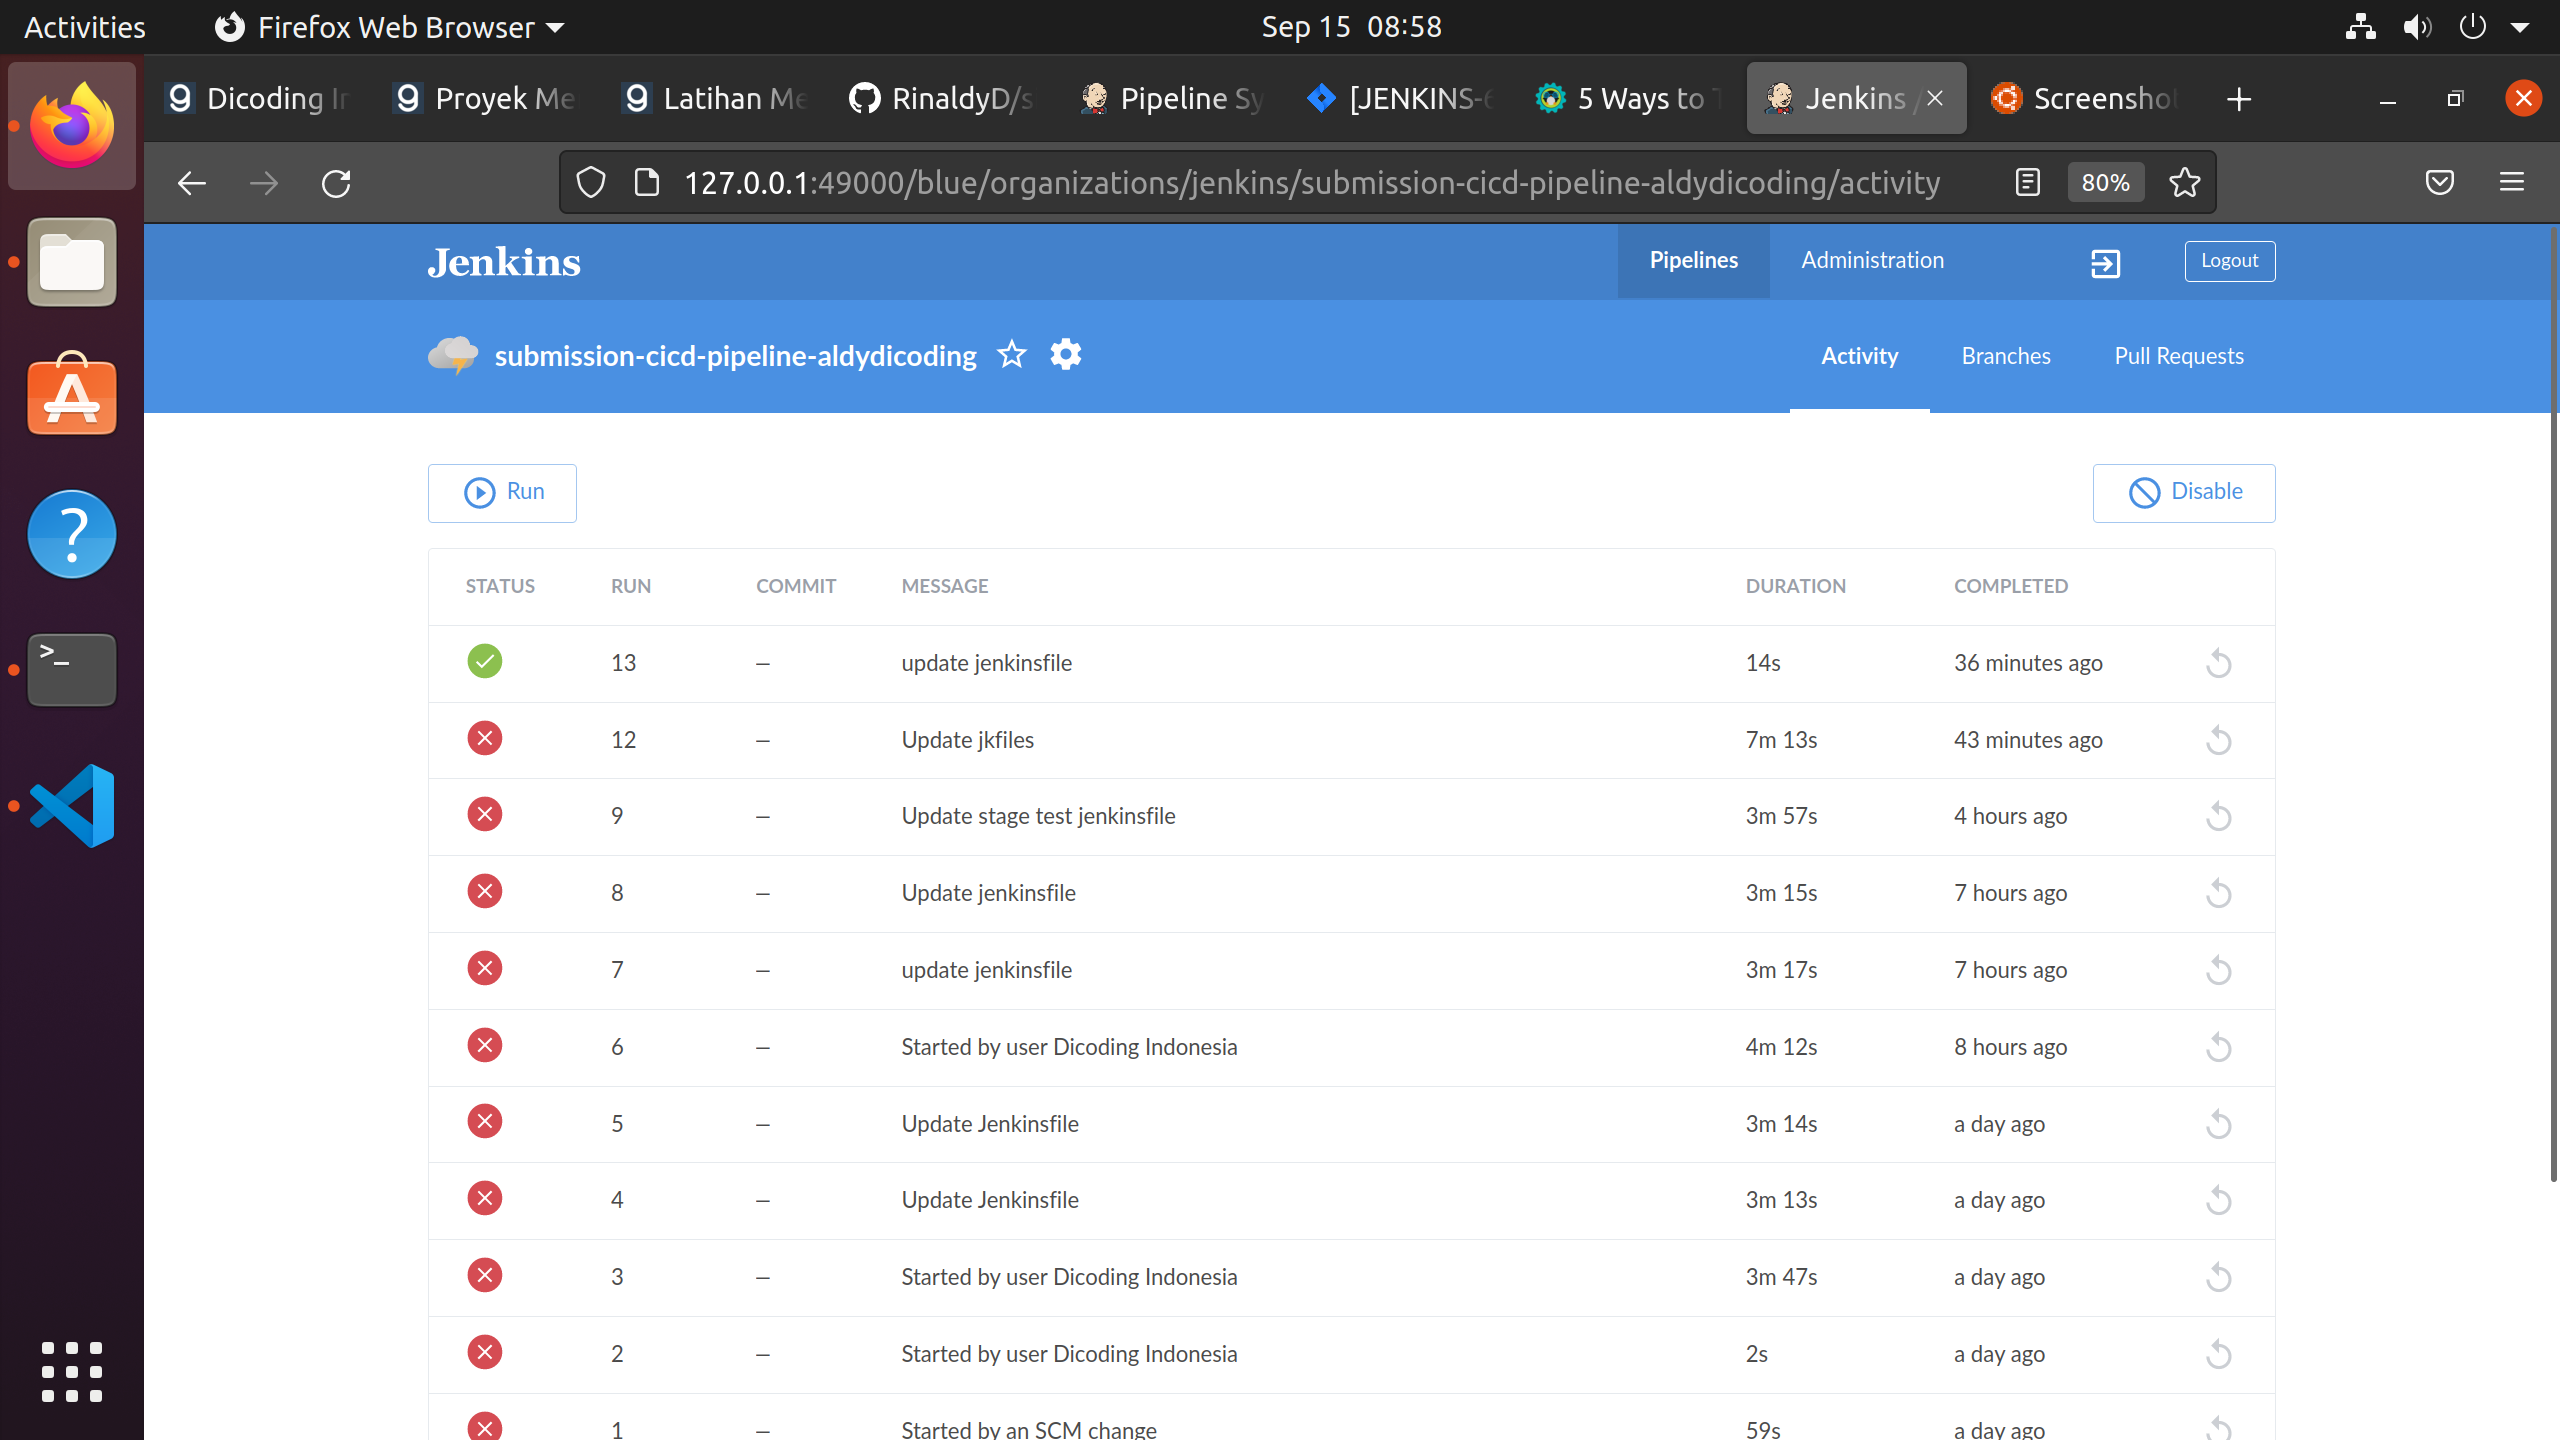 Activities
Firefox Web Browser
Sep 15 08:58
Dicoding
Proyek Me
Latihan Me
RinaldyD/s
Pipeline Sy
[JENKINS-6
5 Ways to T
Jenkins /
Screenshot
127.0.0.1:49000/blue/organizations/jenkins/submission-cicd-pipeline-aldydicoding/activity
80%
Jenkins
Pipelines
Administration
Logout
submission-cicd-pipeline-aldydicoding
Activity
Branches
Pull Requests
Run
Disable
STATUS RUN COMMIT MESSAGE DURATION COMPLETED
13 – update jenkinsfile 14s 36 minutes ago
12 – Update jkfiles 7m 13s 43 minutes ago
9 – Update stage test jenkinsfile 3m 57s 4 hours ago
8 – Update jenkinsfile 3m 15s 7 hours ago
7 – update jenkinsfile 3m 17s 7 hours ago
6 – Started by user Dicoding Indonesia 4m 12s 8 hours ago
5 – Update Jenkinsfile 3m 14s a day ago
4 – Update Jenkinsfile 3m 13s a day ago
3 – Started by user Dicoding Indonesia 3m 47s a day ago
2 – Started by user Dicoding Indonesia 2s a day ago
1 – Started by an SCM change 59s a day ago